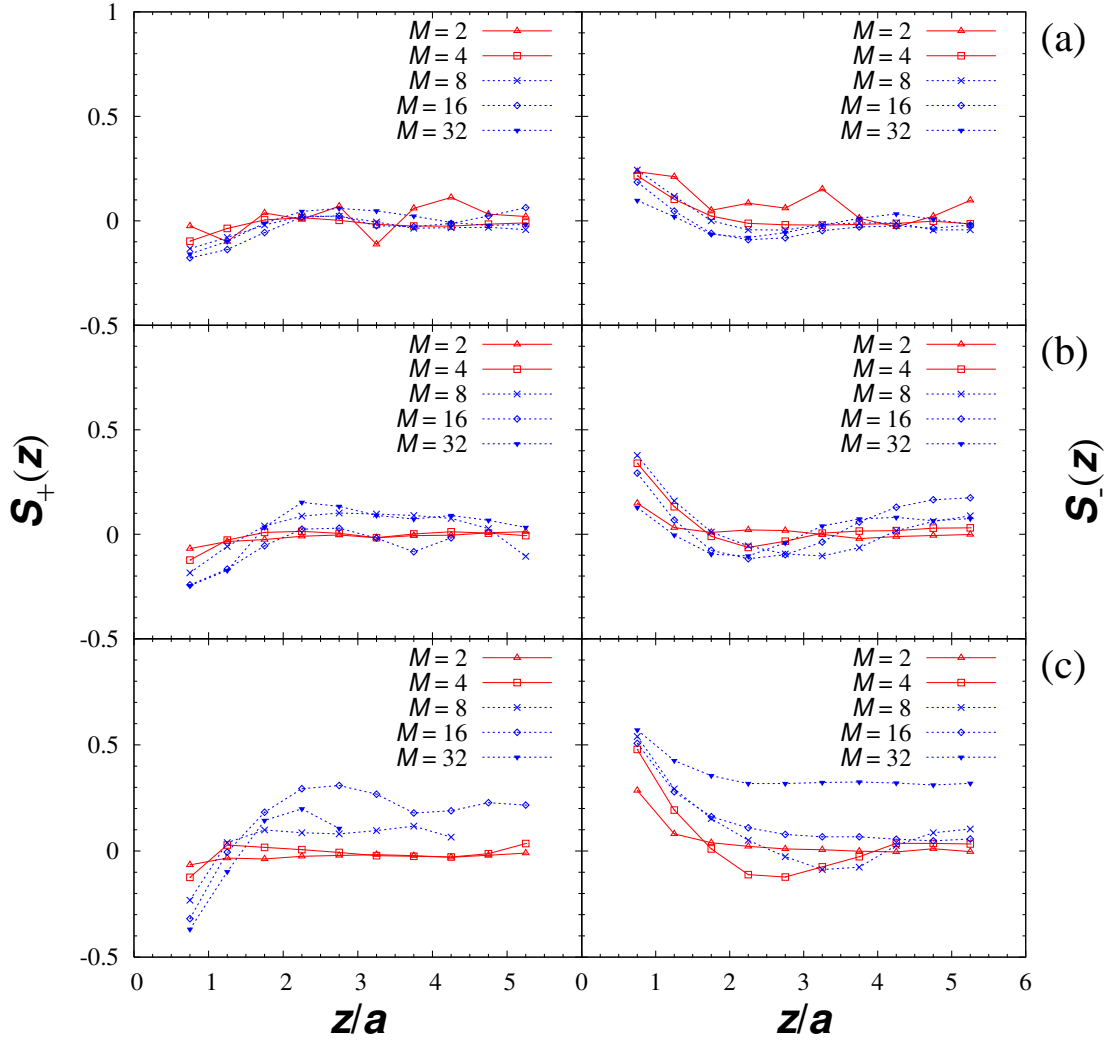 1
0.5
0
-0.5
M = 2
M = 4
M = 8
M = 16
M = 32
M = 2
M = 4
M = 8
M = 16
M = 32
(a)
0.5
0
-0.5
M = 2
M = 4
M = 8
M = 16
M = 32
M = 2
M = 4
M = 8
M = 16
M = 32
(b)
S+(z)
S-(z)
0.5
0
-0.5
M = 2
M = 4
M = 8
M = 16
M = 32
M = 2
M = 4
M = 8
M = 16
M = 32
(c)
0 1 2 3 4 5 0 1 2 3 4 5 6
z/a z/a